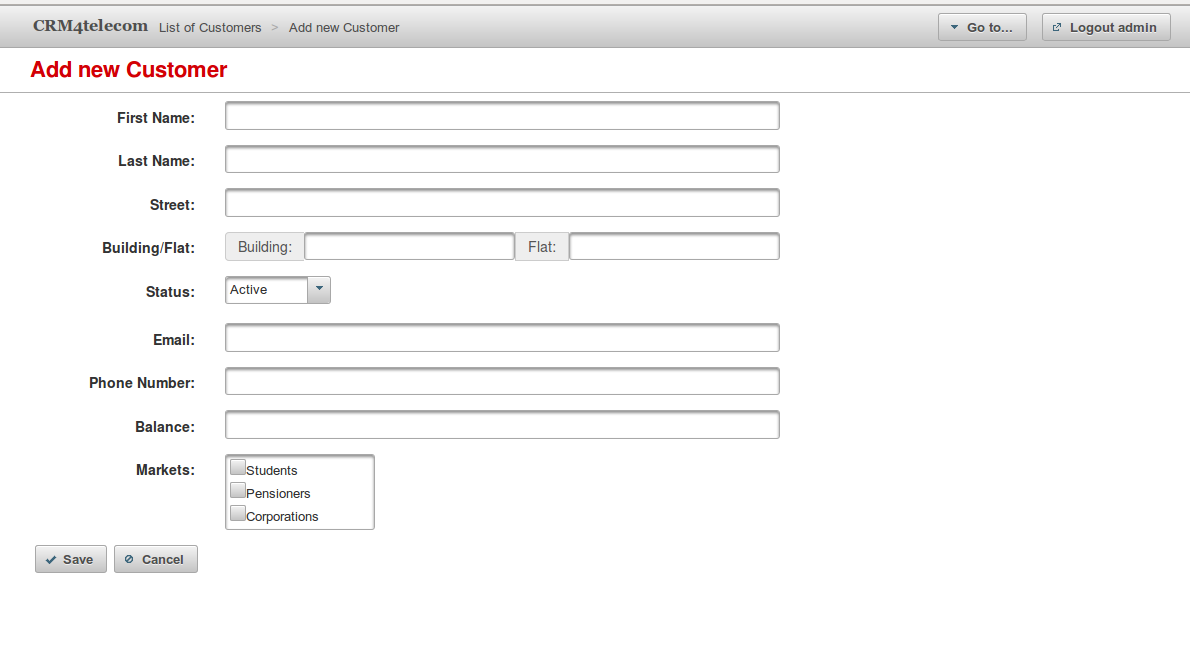 CRM4telecom List of Customers > Add new Customer Go to... Logout admin
Add new Customer
First Name:
Last Name:
Street:
Building/Flat: Building: Flat:
Status: Active
Email:
Phone Number:
Balance:
Markets: Students
Pensioners
Corporations
Save Cancel